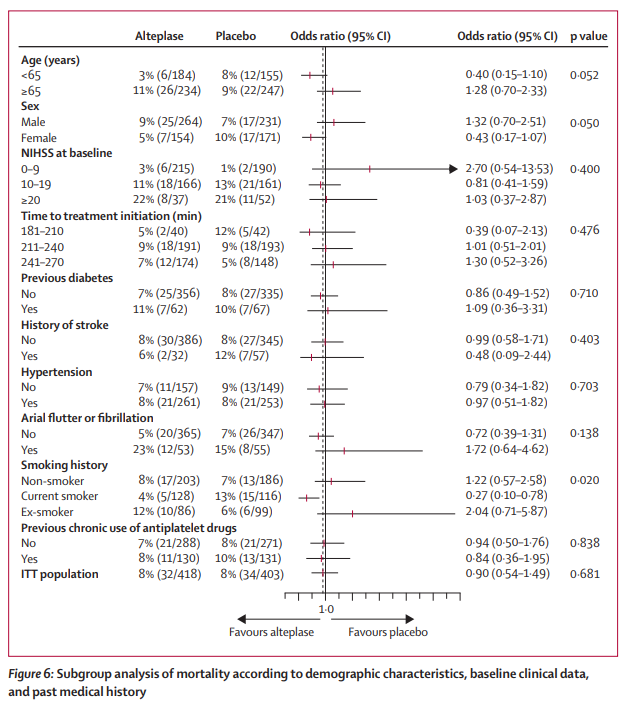 Alteplase Placebo Odds ratio (95% CI) Odds ratio (95% CI) p value
Age (years)
<65 3% (6/184) 8% (12/155) 0·40 (0·15–1·10) 0·052
≥65 11% (26/234) 9% (22/247) 1·28 (0·70–2·33)
Sex
Male 9% (25/264) 7% (17/231) 1·32 (0·70–2·51) 0·050
Female 5% (7/154) 10% (17/171) 0·43 (0·17–1·07)
NIHSS at baseline
0–9 3% (6/215) 1% (2/190) 2·70 (0·54–13·53) 0·400
10–19 11% (18/166) 13% (21/161) 0·81 (0·41–1·59)
≥20 22% (8/37) 21% (11/52) 1·03 (0·37–2·87)
Time to treatment initiation (min)
181–210 5% (2/40) 12% (5/42) 0·39 (0·07–2·13) 0·476
211–240 9% (18/191) 9% (18/193) 1·01 (0·51–2·01)
241–270 7% (12/174) 5% (8/148) 1·30 (0·52–3·26)
Previous diabetes
No 7% (25/356) 8% (27/335) 0·86 (0·49–1·52) 0·710
Yes 11% (7/62) 10% (7/67) 1·09 (0·36–3·31)
History of stroke
No 8% (30/386) 8% (27/345) 0·99 (0·58–1·71) 0·403
Yes 6% (2/32) 12% (7/57) 0·48 (0·09–2·44)
Hypertension
No 7% (11/157) 9% (13/149) 0·79 (0·34–1·82) 0·703
Yes 8% (21/261) 8% (21/253) 0·97 (0·51–1·82)
Arial flutter or fibrillation
No 5% (20/365) 7% (26/347) 0·72 (0·39–1·31) 0·138
Yes 23% (12/53) 15% (8/55) 1·72 (0·64–4·62)
Smoking history
Non-smoker 8% (17/203) 7% (13/186) 1·22 (0·57–2·58) 0·020
Current smoker 4% (5/128) 13% (15/116) 0·27 (0·10–0·78)
Ex-smoker 12% (10/86) 6% (6/99) 2·04 (0·71–5·87)
Previous chronic use of antiplatelet drugs
No 7% (21/288) 8% (21/271) 0·94 (0·50–1·76) 0·838
Yes 8% (11/130) 10% (13/131) 0·84 (0·36–1·95)
ITT population 8% (32/418) 8% (34/403) 0·90 (0·54–1·49) 0·681
1·0
Favours alteplase Favours placebo
Figure 6: Subgroup analysis of mortality according to demographic characteristics, baseline clinical data,
and past medical history